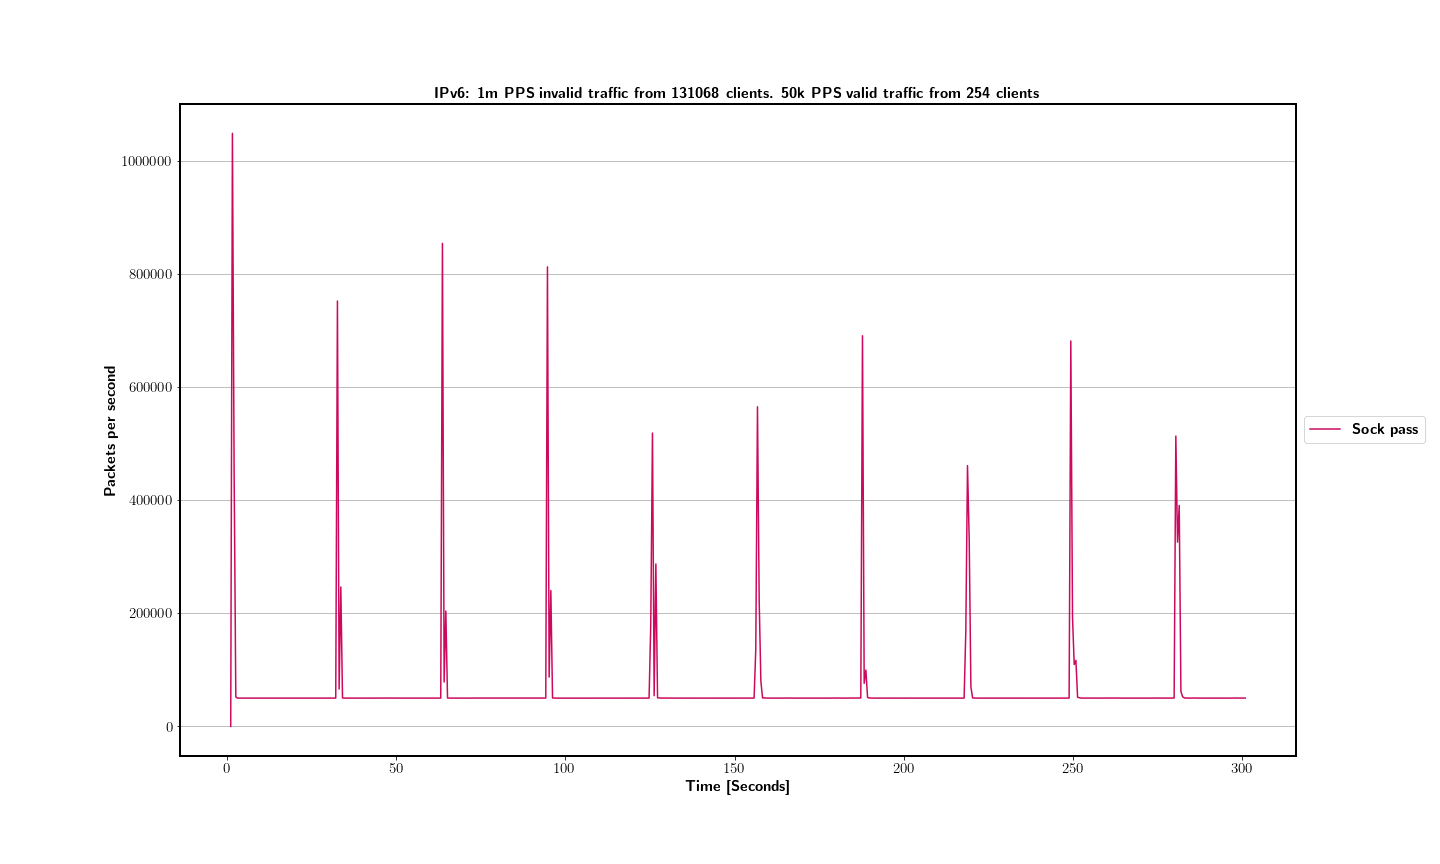 IPv6: 1m PPS invalid traffic from 131068 clients. 50k PPS valid traffic from 254 clients
1000000
800000
600000
400000
200000
0
Packets per second
Sock pass
0 50 100 150 200 250 300
Time [Seconds]